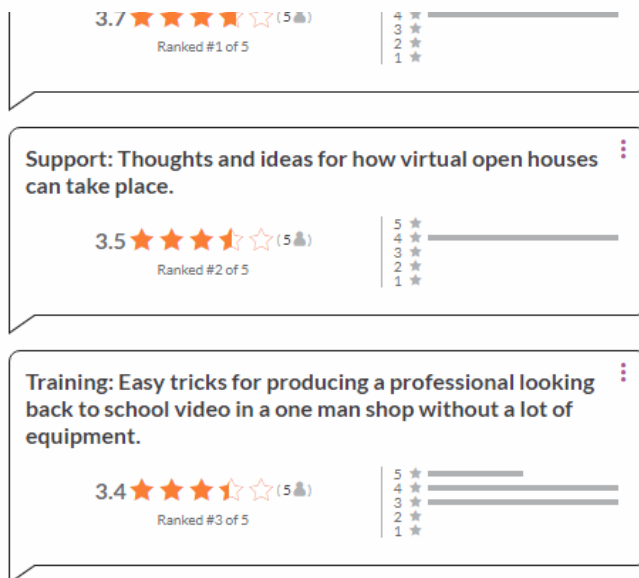 3.7 (5)
4
Ranked #1 of 5
3
2
1
Support: Thoughts and ideas for how virtual open houses
can take place.
3.5 (5)
Ranked #2 of 5
5
4
3
2
1
Training: Easy tricks for producing a professional looking
back to school video in a one man shop without a lot of
equipment.
3.4 (5)
Ranked #3 of 5
5
4
3
2
1